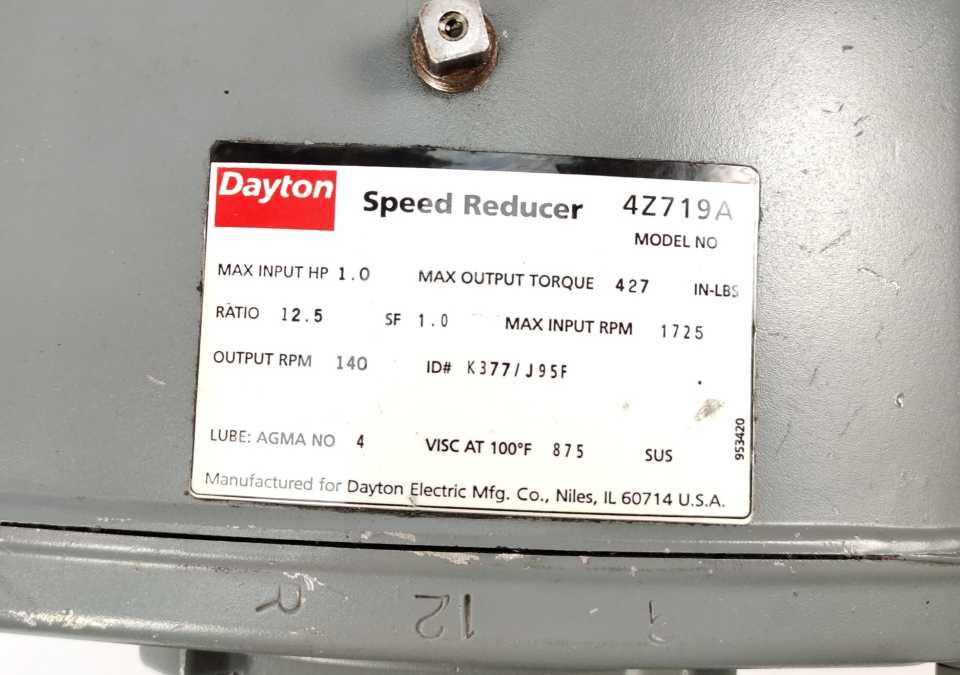 Dayton Speed Reducer 4Z719A
MODEL NO
MAX INPUT HP 1.0 MAX OUTPUT TORQUE 427 IN-LBS
RATIO 12.5 SF 1.0 MAX INPUT RPM 1725
OUTPUT RPM 140 ID# K377/J95F
LUBE: AGMA NO 4 VISC AT 100°F 875 SUS
953420
Manufactured for Dayton Electric Mfg. Co., Niles, IL 60714 U.S.A.
R 12